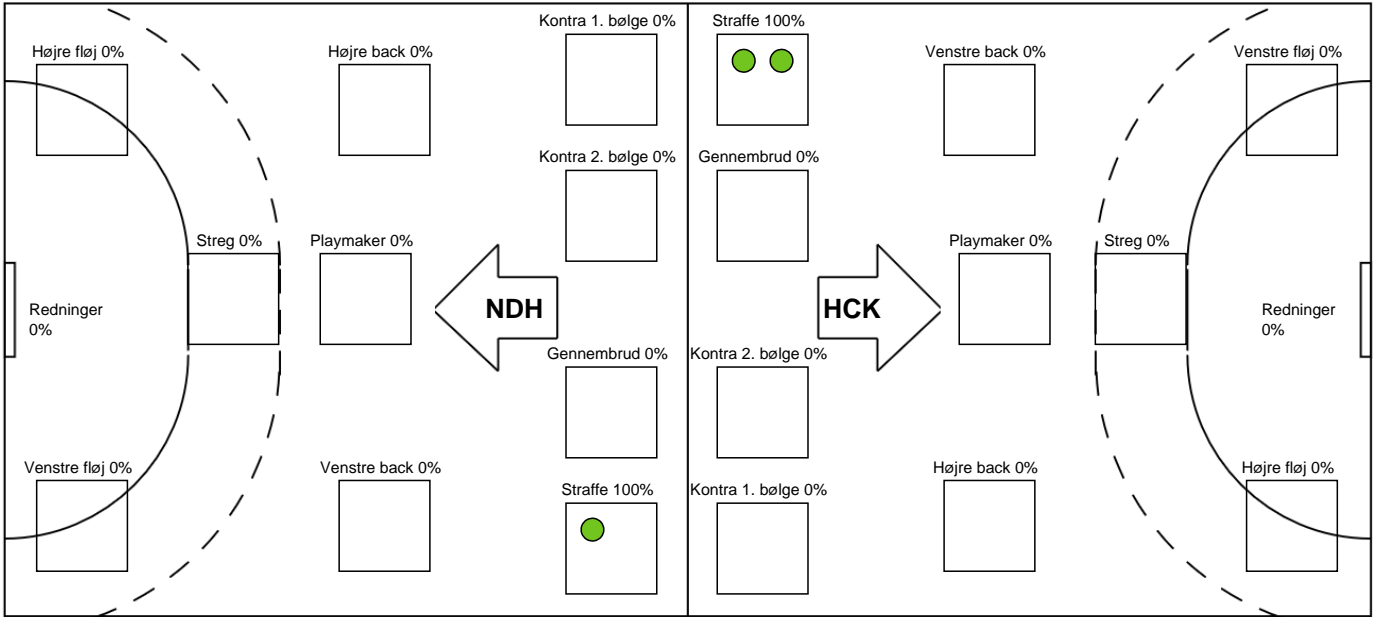 Kontra 1. bølge 0%
Straffe 100%
Højre fløj 0%
Højre back 0%
Venstre back 0%
Venstre fløj 0%
Kontra 2. bølge 0%
Gennembrud 0%
Streg 0%
Playmaker 0%
Playmaker 0%
Streg 0%
Redninger
0%
NDH
HCK
Redninger
0%
Gennembrud 0%
Kontra 2. bølge 0%
Venstre fløj 0%
Venstre back 0%
Højre back 0%
Højre fløj 0%
Straffe 100%
Kontra 1. bølge 0%